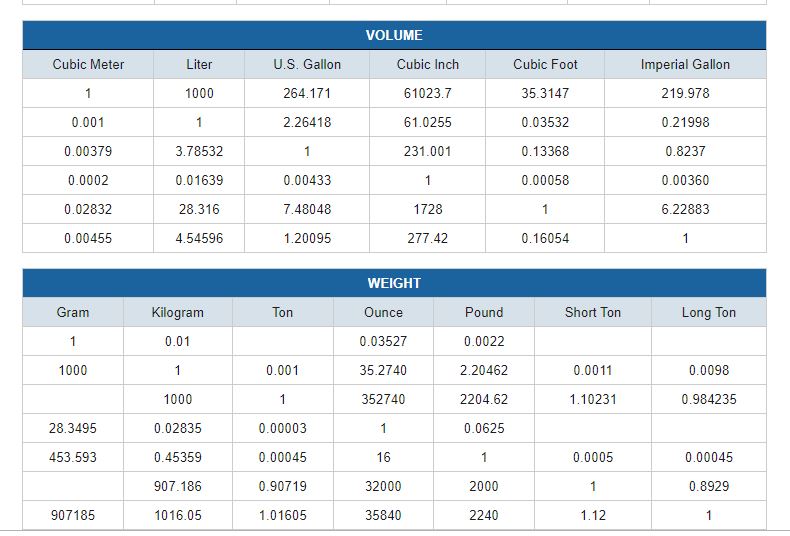 VOLUME
Cubic Meter Liter U.S. Gallon Cubic Inch Cubic Foot Imperial Gallon
1 1000 264.171 61023.7 35.3147 219.978
0.001 1 2.26418 61.0255 0.03532 0.21998
0.00379 3.78532 1 231.001 0.13368 0.8237
0.0002 0.01639 0.00433 1 0.00058 0.00360
0.02832 28.316 7.48048 1728 1 6.22883
0.00455 4.54596 1.20095 277.42 0.16054 1
WEIGHT
Gram Kilogram Ton Ounce Pound Short Ton Long Ton
1 0.01 0.03527 0.0022
1000 1 0.001 35.2740 2.20462 0.0011 0.0098
1000 1 352740 2204.62 1.10231 0.984235
28.3495 0.02835 0.00003 1 0.0625
453.593 0.45359 0.00045 16 1 0.0005 0.00045
907.186 0.90719 32000 2000 1 0.8929
907185 1016.05 1.01605 35840 2240 1.12 1